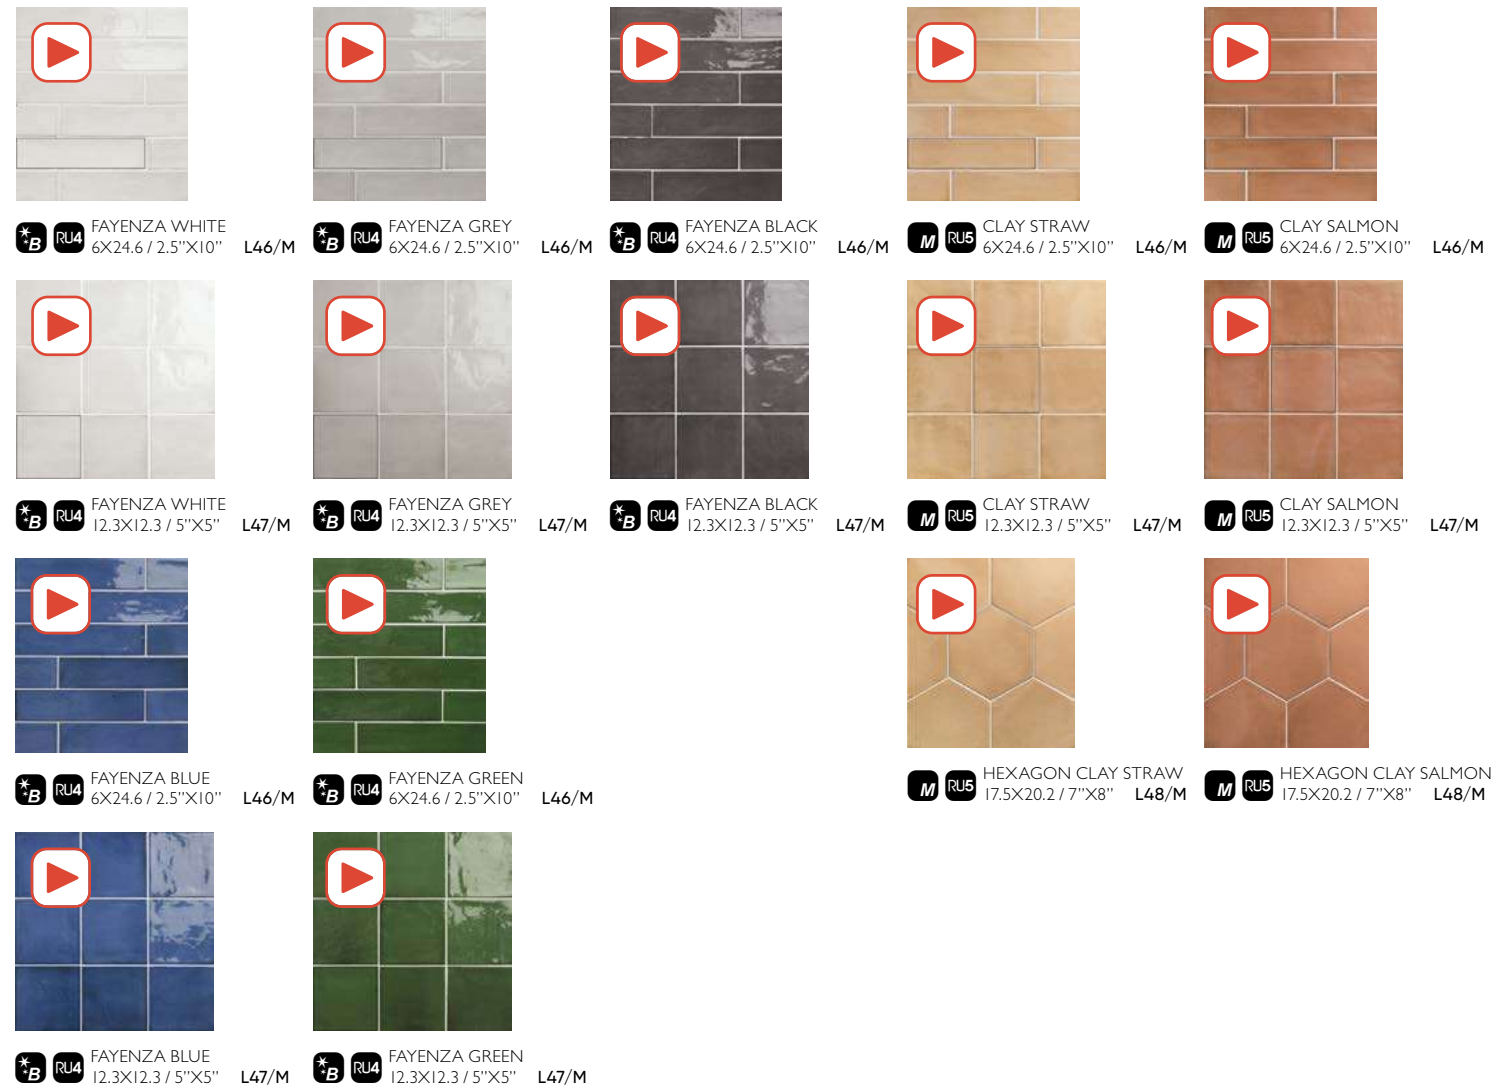 B RU4 FAYENZA WHITE
6X24.6 / 2.5”X10” L46/M
B RU4 FAYENZA GREY
6X24.6 / 2.5”X10” L46/M
B RU4 FAYENZA BLACK
6X24.6 / 2.5”X10” L46/M
M RU5 CLAY STRAW
6X24.6 / 2.5”X10” L46/M
M RU5 CLAY SALMON
6X24.6 / 2.5”X10” L46/M
B RU4 FAYENZA WHITE
12.3X12.3 / 5”X5” L47/M
B RU4 FAYENZA GREY
12.3X12.3 / 5”X5” L47/M
B RU4 FAYENZA BLACK
12.3X12.3 / 5”X5” L47/M
M RU5 CLAY STRAW
12.3X12.3 / 5”X5” L47/M
M RU5 CLAY SALMON
12.3X12.3 / 5”X5” L47/M
B RU4 FAYENZA BLUE
6X24.6 / 2.5”X10” L46/M
B RU4 FAYENZA GREEN
6X24.6 / 2.5”X10” L46/M
M RU5 HEXAGON CLAY STRAW
17.5X20.2 / 7”X8” L48/M
M RU5 HEXAGON CLAY SALMON
17.5X20.2 / 7”X8” L48/M
B RU4 FAYENZA BLUE
12.3X12.3 / 5”X5” L47/M
B RU4 FAYENZA GREEN
12.3X12.3 / 5”X5” L47/M